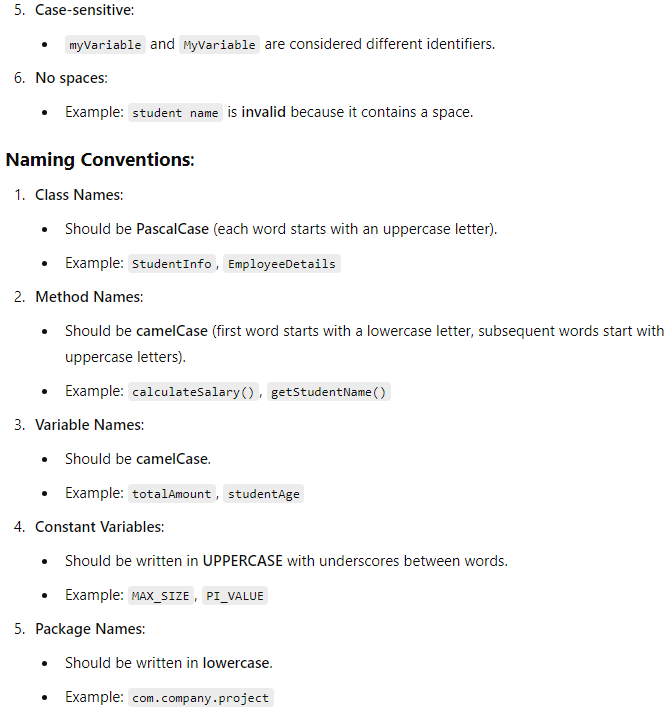 5. Case-sensitive:
• myVariable and MyVariable are considered different identifiers.
6. No spaces:
• Example: student name is invalid because it contains a space.
Naming Conventions:
1. Class Names:
• Should be PascalCase (each word starts with an uppercase letter).
• Example: StudentInfo, EmployeeDetails
2. Method Names:
• Should be camelCase (first word starts with a lowercase letter, subsequent words start with
uppercase letters).
• Example: calculateSalary(), getStudentName()
3. Variable Names:
• Should be camelCase.
• Example: totalAmount, studentAge
4. Constant Variables:
• Should be written in UPPERCASE with underscores between words.
• Example: MAX_SIZE, PI_VALUE
5. Package Names:
• Should be written in lowercase.
• Example: com.company.project